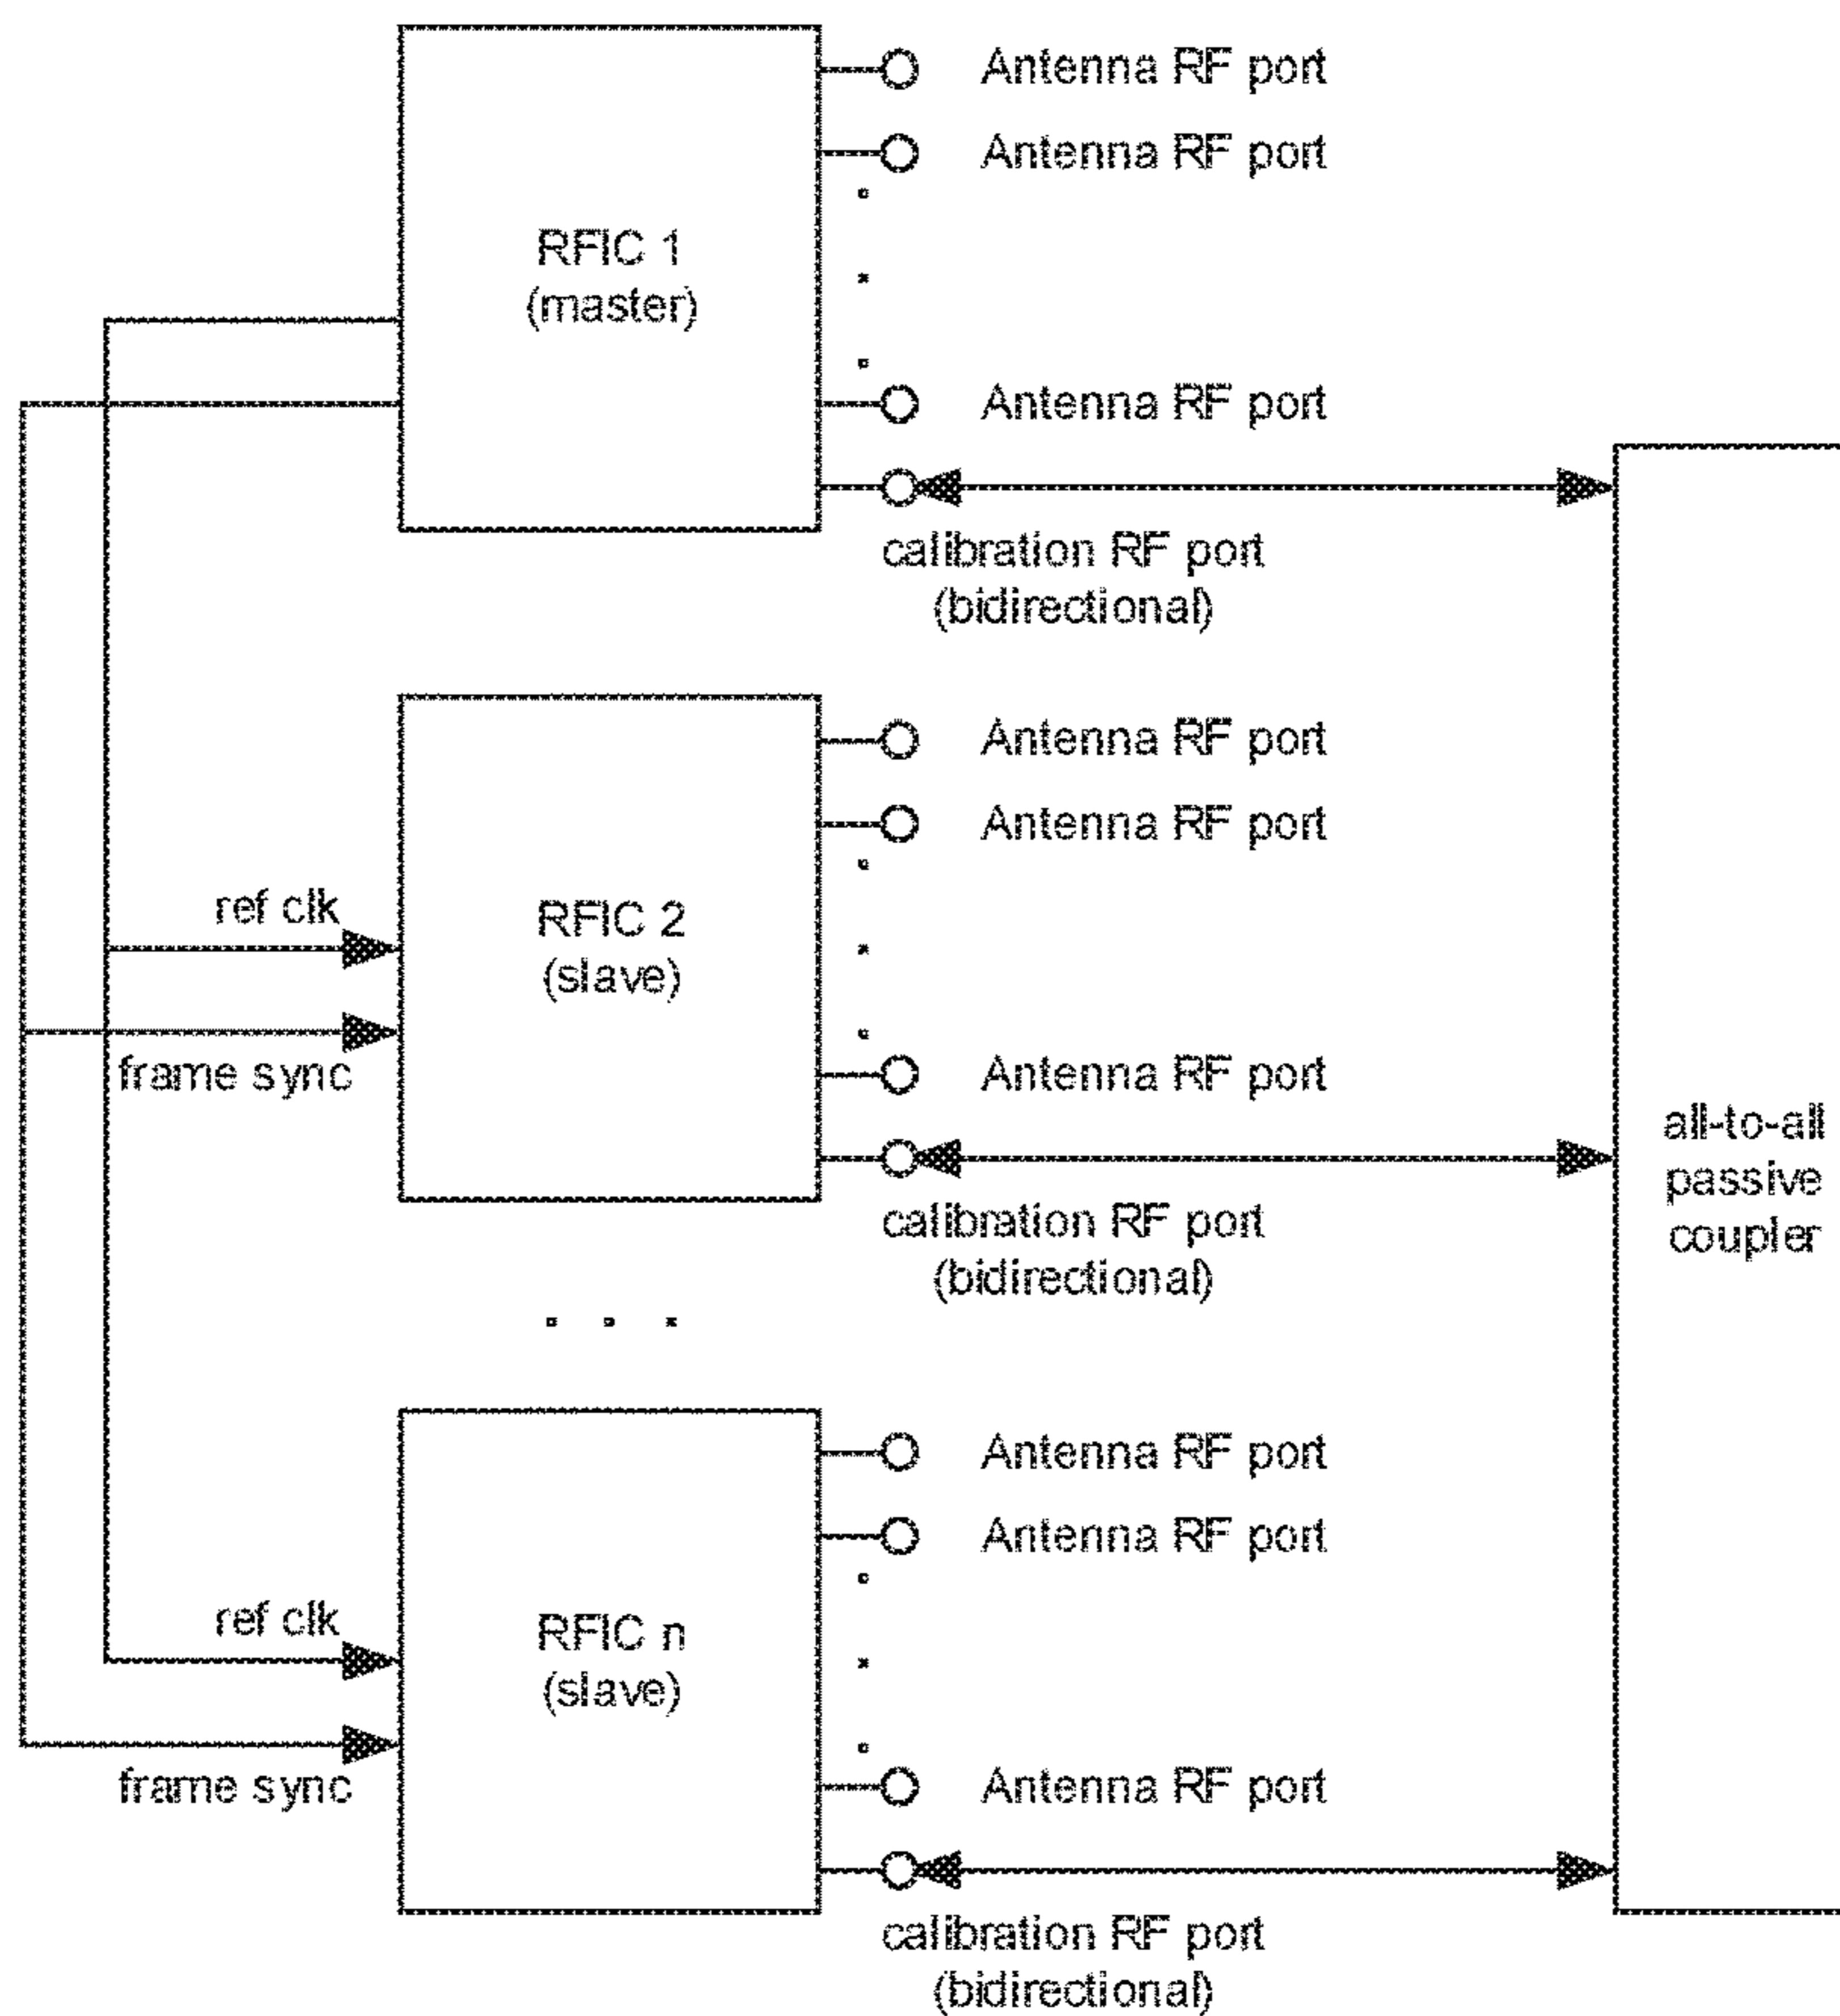 Antenna RF port
Antenna RF port
RFIC 1
(master)
Antenna RF port
calibration RF port
(bidirectional)
Antenna RF port
Antenna RF port
ref clk
RFIC 2
(slave)
frame sync
Antenna RF port
all-to-all
passive
coupler
calibration RF port
(bidirectional)
Antenna RF port
Antenna RF port
ref clk
RFIC n
(slave)
frame sync
Antenna RF port
calibration RF port
(bidirectional)